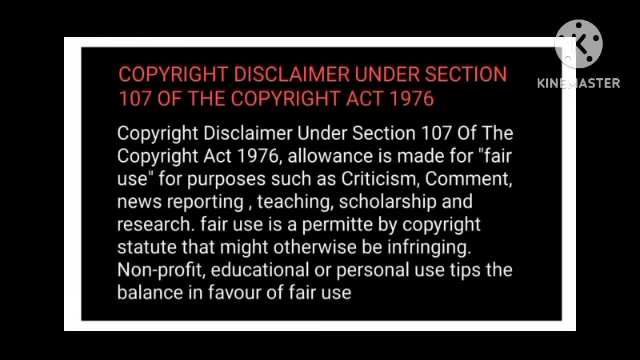 COPYRIGHT DISCLAIMER UNDER SECTION
107 OF THE COPYRIGHT ACT 1976
Copyright Disclaimer Under Section 107 Of The
Copyright Act 1976, allowance is made for "fair
use" for purposes such as Criticism, Comment,
news reporting , teaching, scholarship and
research. fair use is a permitte by copyright
statute that might otherwise be infringing.
Non-profit, educational or personal use tips the
balance in favour of fair use
KINEMASTER